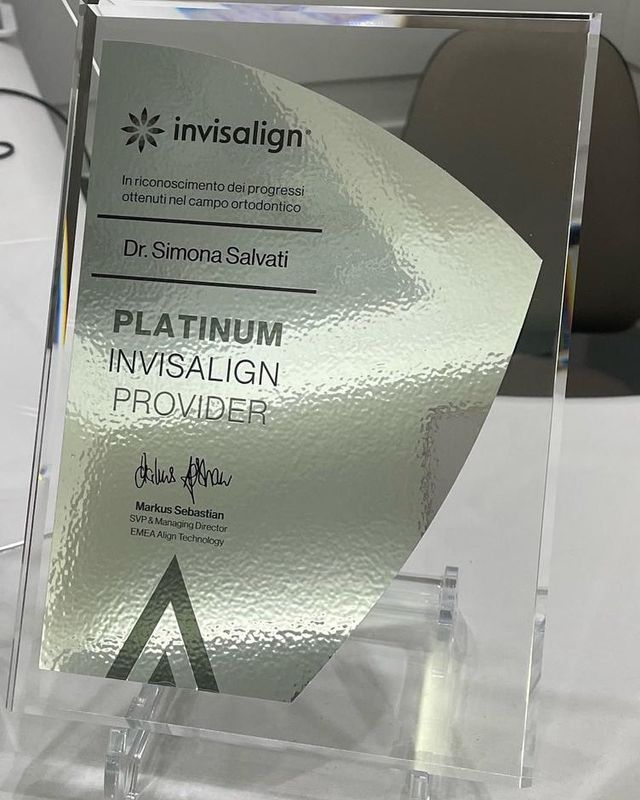 invisalign®
In riconoscimento dei progressi
ottenuti nel campo ortodontico
Dr. Simona Salvati
PLATINUM
INVISALIGN
PROVIDER
Markus Sebastian
SVP & Managing Director
EMEA Align Technology